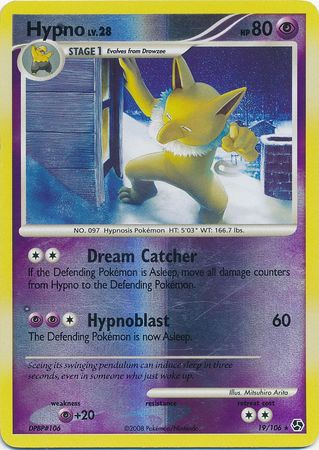 Hypno LV.28
HP 80
STAGE 1 Evolves from Drowzee
NO. 097 Hypnosis Pokémon HT: 5'03" WT: 166.7 lbs.
Dream Catcher
If the Defending Pokémon is Asleep, move all damage counters
from Hypno to the Defending Pokémon.
Hypnoblast 60
The Defending Pokémon is now Asleep.
Seeing its swinging pendulum can induce sleep in three
seconds, even in someone who just woke up.
Illus. Mitsuhiro Arita
weakness resistance retreat cost
+20
DPBP#106 ©2008 Pokémon/Nintendo 19/106 ★